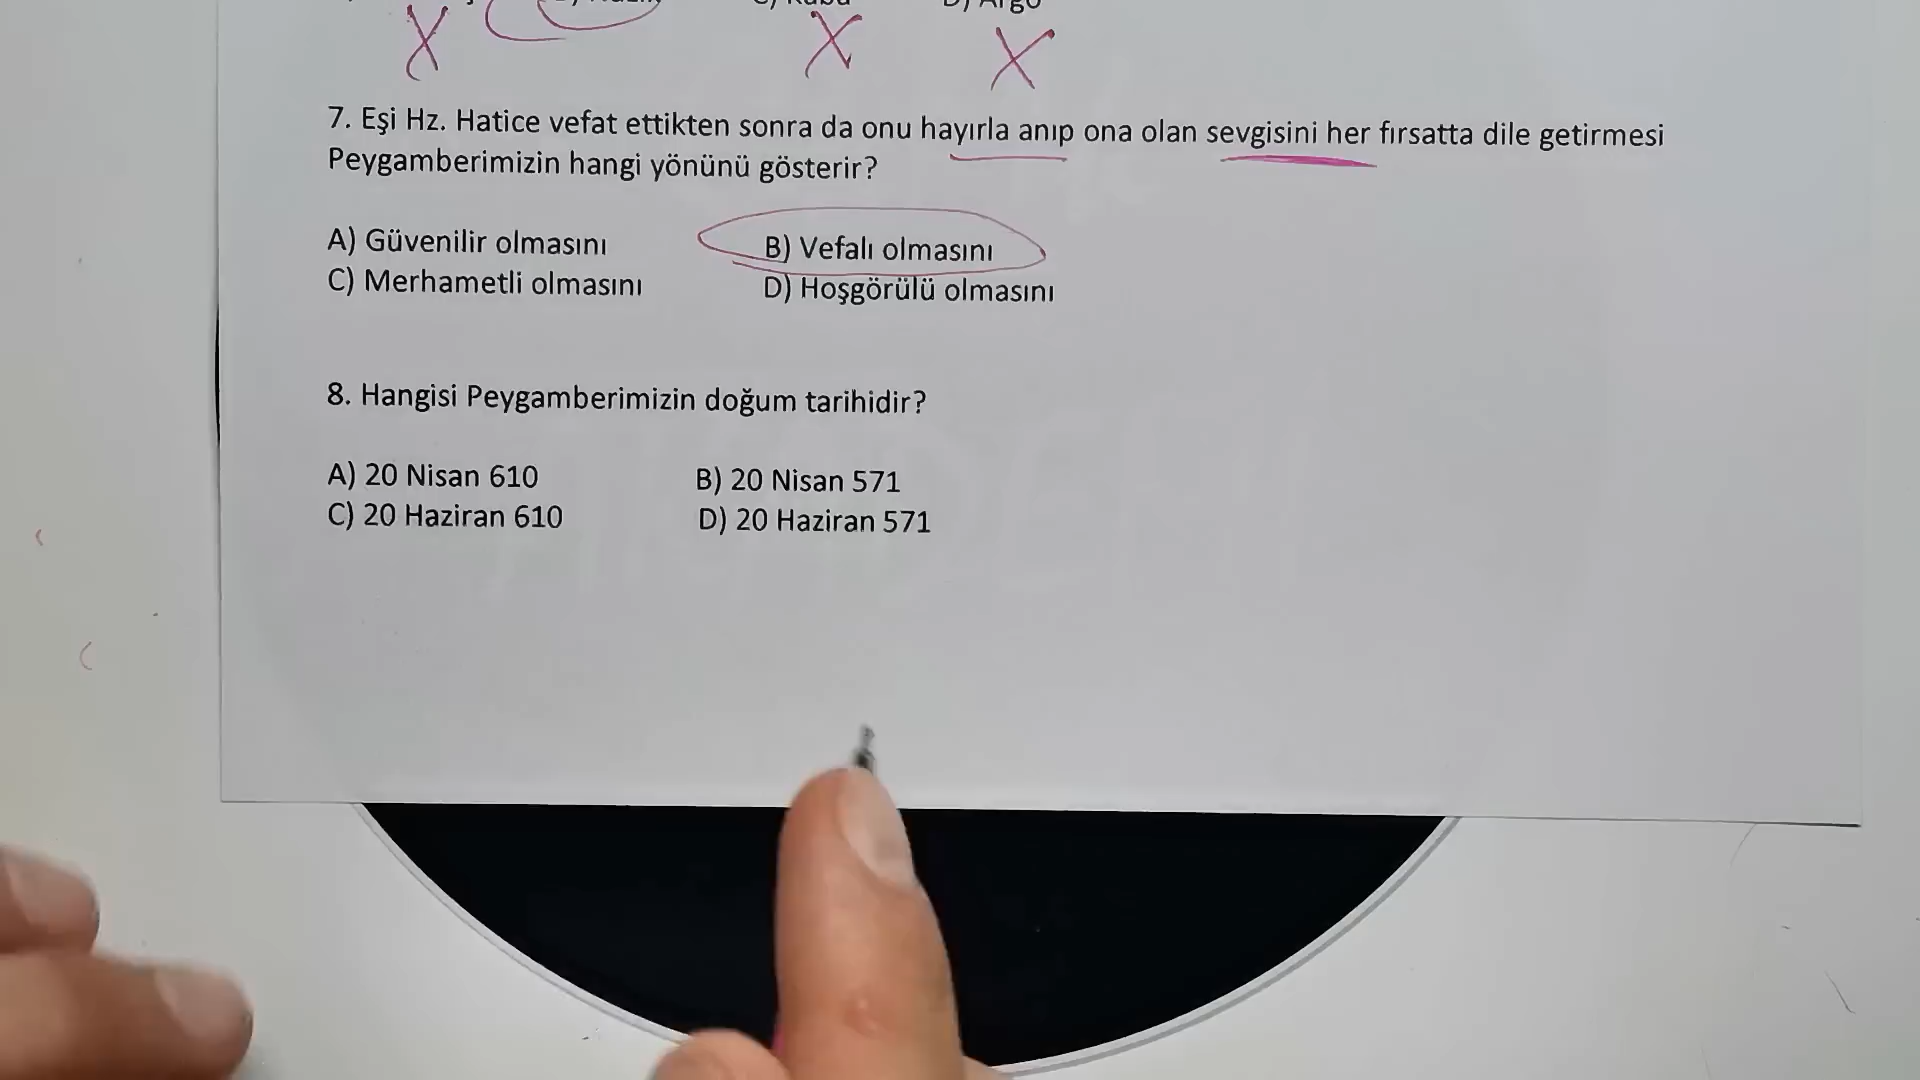 7. Eşi Hz. Hatice vefat ettikten sonra da onu hayırla anıp ona olan sevgisini her fırsatta dile getirmesi
Peygamberimizin hangi yönünü gösterir?
A) Güvenilir olmasını B) Vefalı olmasını
C) Merhametli olmasını D) Hoşgörülü olmasını
8. Hangisi Peygamberimizin doğum tarihidir?
A) 20 Nisan 610 B) 20 Nisan 571
C) 20 Haziran 610 D) 20 Haziran 571